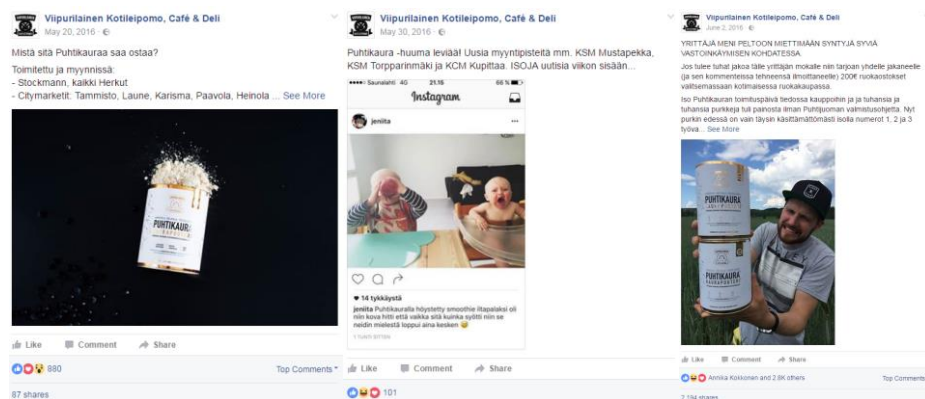 Viipurilainen Kotileipomo, Café & Deli
May 20, 2016
Mistä sitä Puhtikauraa saa ostaa?
Toimitettu ja myynnissä:
- Stockmann, kaikki Herkut
- Citymarketit: Tammisto, Laune, Karisma, Paavola, Heinola ... See More
PUHTIKAURA
Like Comment Share
880
Top Comments
87 shares
Viipurilainen Kotileipomo, Café & Deli
May 30, 2016
Puhtikaura -huuma leviää! Uusia myyntipisteitä mm. KSM Mustapekka,
KSM Torpparinmäki ja KCM Kupittaa. ISOJA uutisia viikon sisään...
Saunalahti 4G 21.15 66 %
Instagram
jeniita
14 tykkäystä
jeniita Puhtikauralla höystetty smoothie iltapalaksi oli
niin kova hitti että vaikka sitä kuinka syötti niin se
neidin mielestä loppui aina kesken
Like Comment Share
101
Viipurilainen Kotileipomo, Café & Deli
June 2, 2016
YRITTÄJÄ MENI PELTOON MIETTIMÄÄN SYNTYJÄ SYVIÄ
VASTOINKÄYMISEN KOHDATESSA.
Jos tulee tuhat jakoa tälle yrittäjän mokalle niin tarjoan yhdelle jakaneelle
(ja sen kommenteissa tehneensä ilmoittaneelle) 200€ ruokaostokset
valitsemassaan kotimaisessa ruokakaupassa.
Iso Puhtikauran toimituspäivä tiedossa kauppoihin ja ja tuhansia ja
tuhansia purkkeja tuli painosta ilman Puhtijuoman valmistusohjetta. Nyt
purkin edessä on vain täysin käsittämättömästi isolla numerot 1, 2 ja 3
työva... See More
PUHTIKAURA
PUHTIKAURA
Like Comment Share
Annika Kokkonen and 2.8K others
Top Comments
2,194 shares